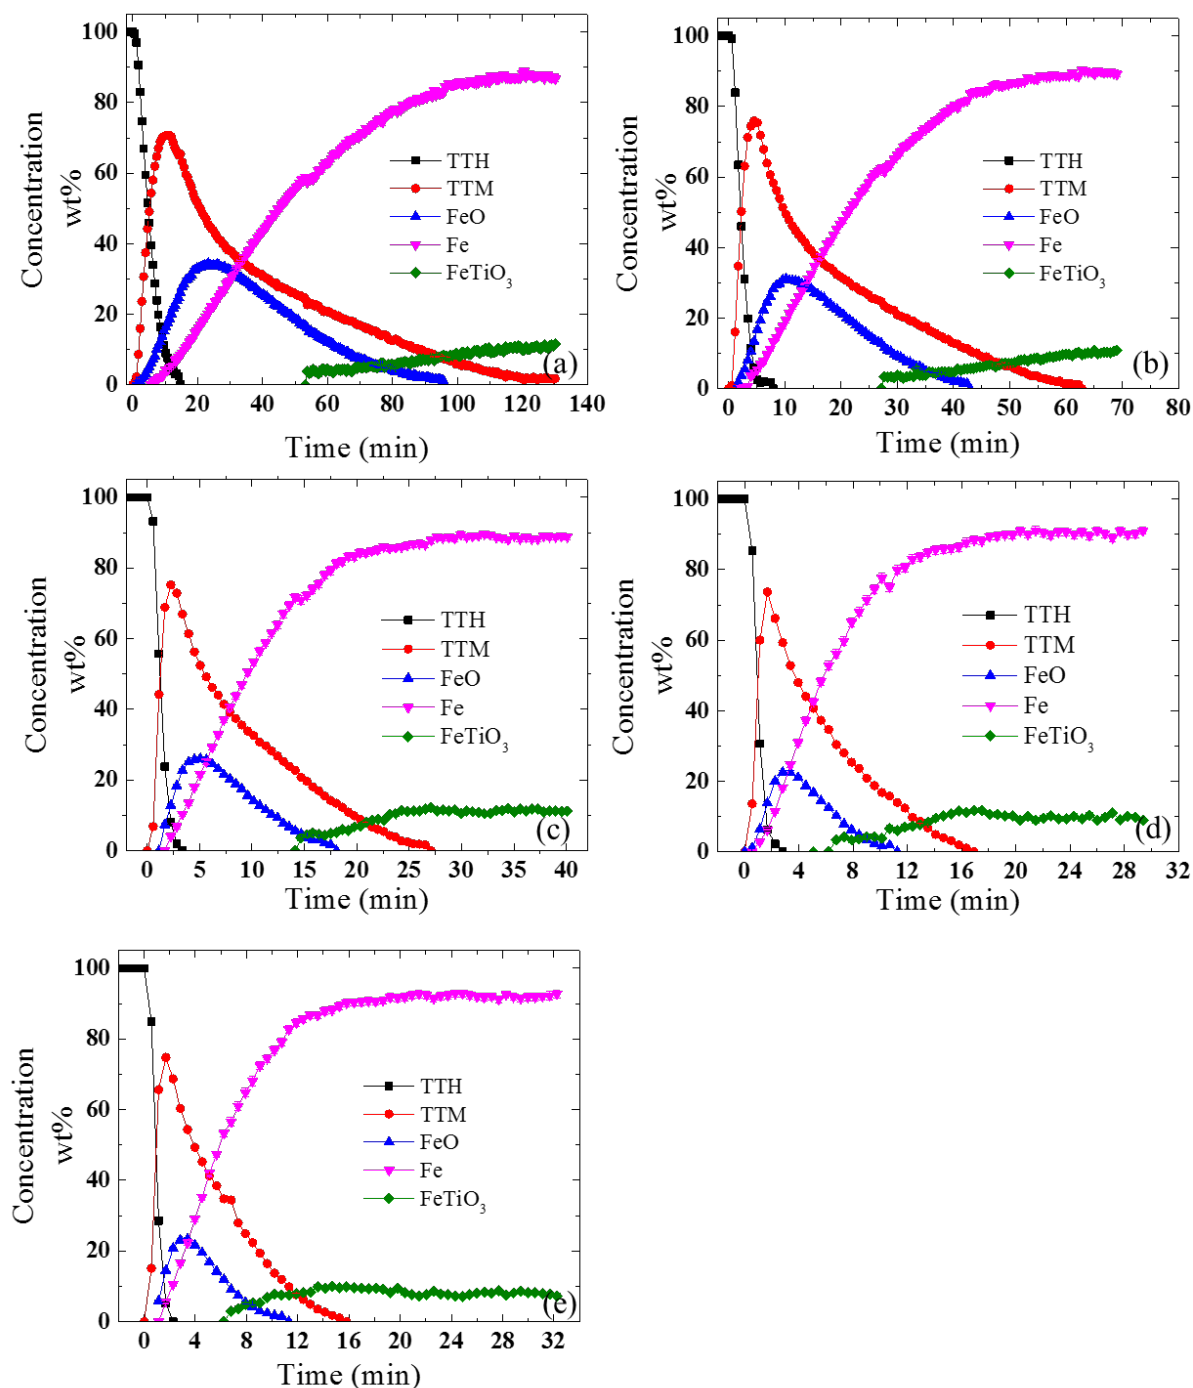 100
80
60
40
20
0
Concentration
wt%
TTH
TTM
FeO
Fe
FeTiO3
(a)
0 20 40 60 80 100 120 140
Time (min)
100
80
60
40
20
0
Concentration
wt%
TTH
TTM
FeO
Fe
FeTiO3
(b)
0 10 20 30 40 50 60 70 80
Time (min)
100
80
60
40
20
0
Concentration
wt%
TTH
TTM
FeO
Fe
FeTiO3
(c)
0 5 10 15 20 25 30 35 40
Time (min)
100
80
60
40
20
0
Concentration
wt%
TTH
TTM
FeO
Fe
FeTiO3
(d)
0 4 8 12 16 20 24 28 32
Time (min)
100
80
60
40
20
0
Concentration
wt%
TTH
TTM
FeO
Fe
FeTiO3
(e)
0 4 8 12 16 20 24 28 32
Time (min)